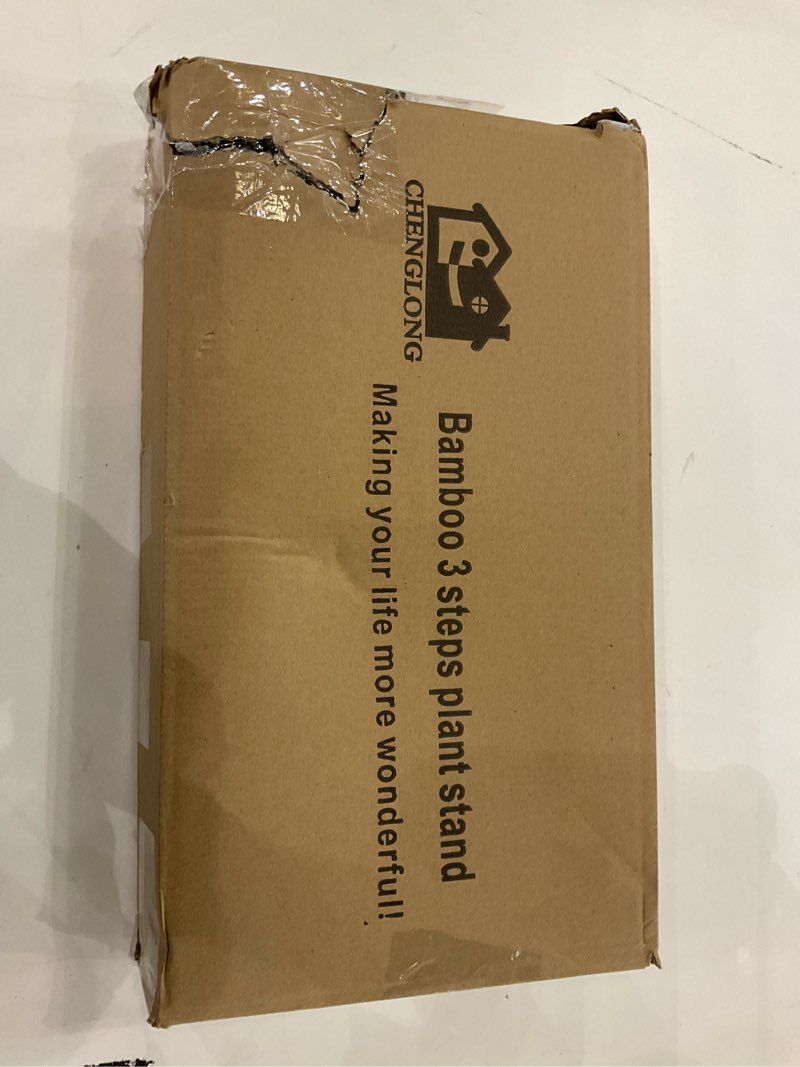 CHENGLONG
Bamboo 3 steps plant stand
Making your life more wonderful!